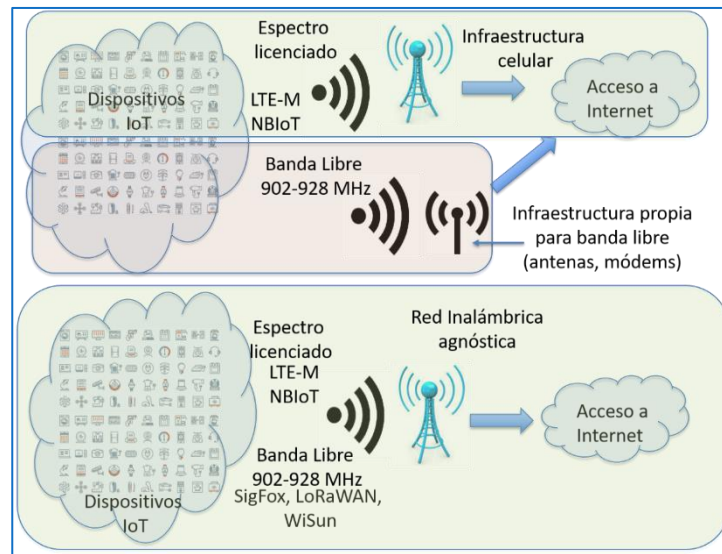 Espectro
licenciado
LTE-M
NBIoT
Infraestructura
celular
Acceso a
Internet
Dispositivos
IoT
Banda Libre
902-928 MHz
Infraestructura propia
para banda libre
(antenas, módems)
Espectro
licenciado
LTE-M
NBIoT
Red Inalámbrica
agnóstica
Acceso a
Internet
Banda Libre
902-928 MHz
SigFox, LoRaWAN,
WiSun
Dispositivos
IoT